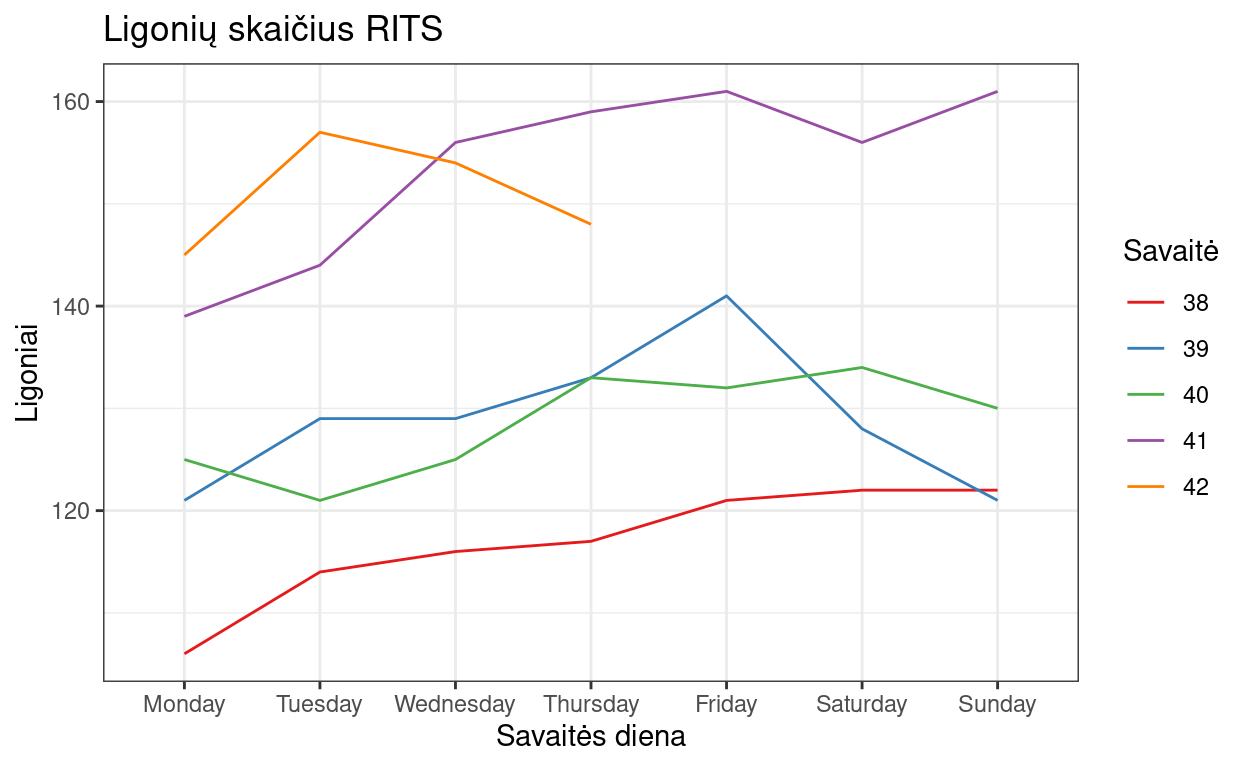 Ligonių skaičius RITS
160
140
120
Ligoniai
Monday Tuesday Wednesday Thursday Friday Saturday Sunday
Savaitės diena
Savaitė
38
39
40
41
42